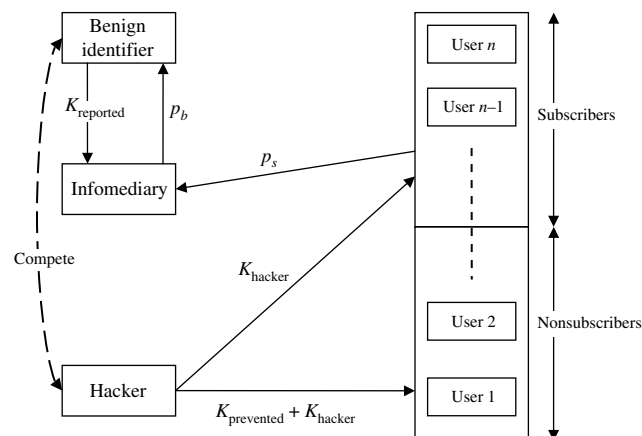 Benign
identifier
User n
User n–1
K_reported
p_b
Subscribers
p_s
Infomediary
Compete
K_hacker
User 2
Nonsubscribers
Hacker
User 1
K_prevented + K_hacker